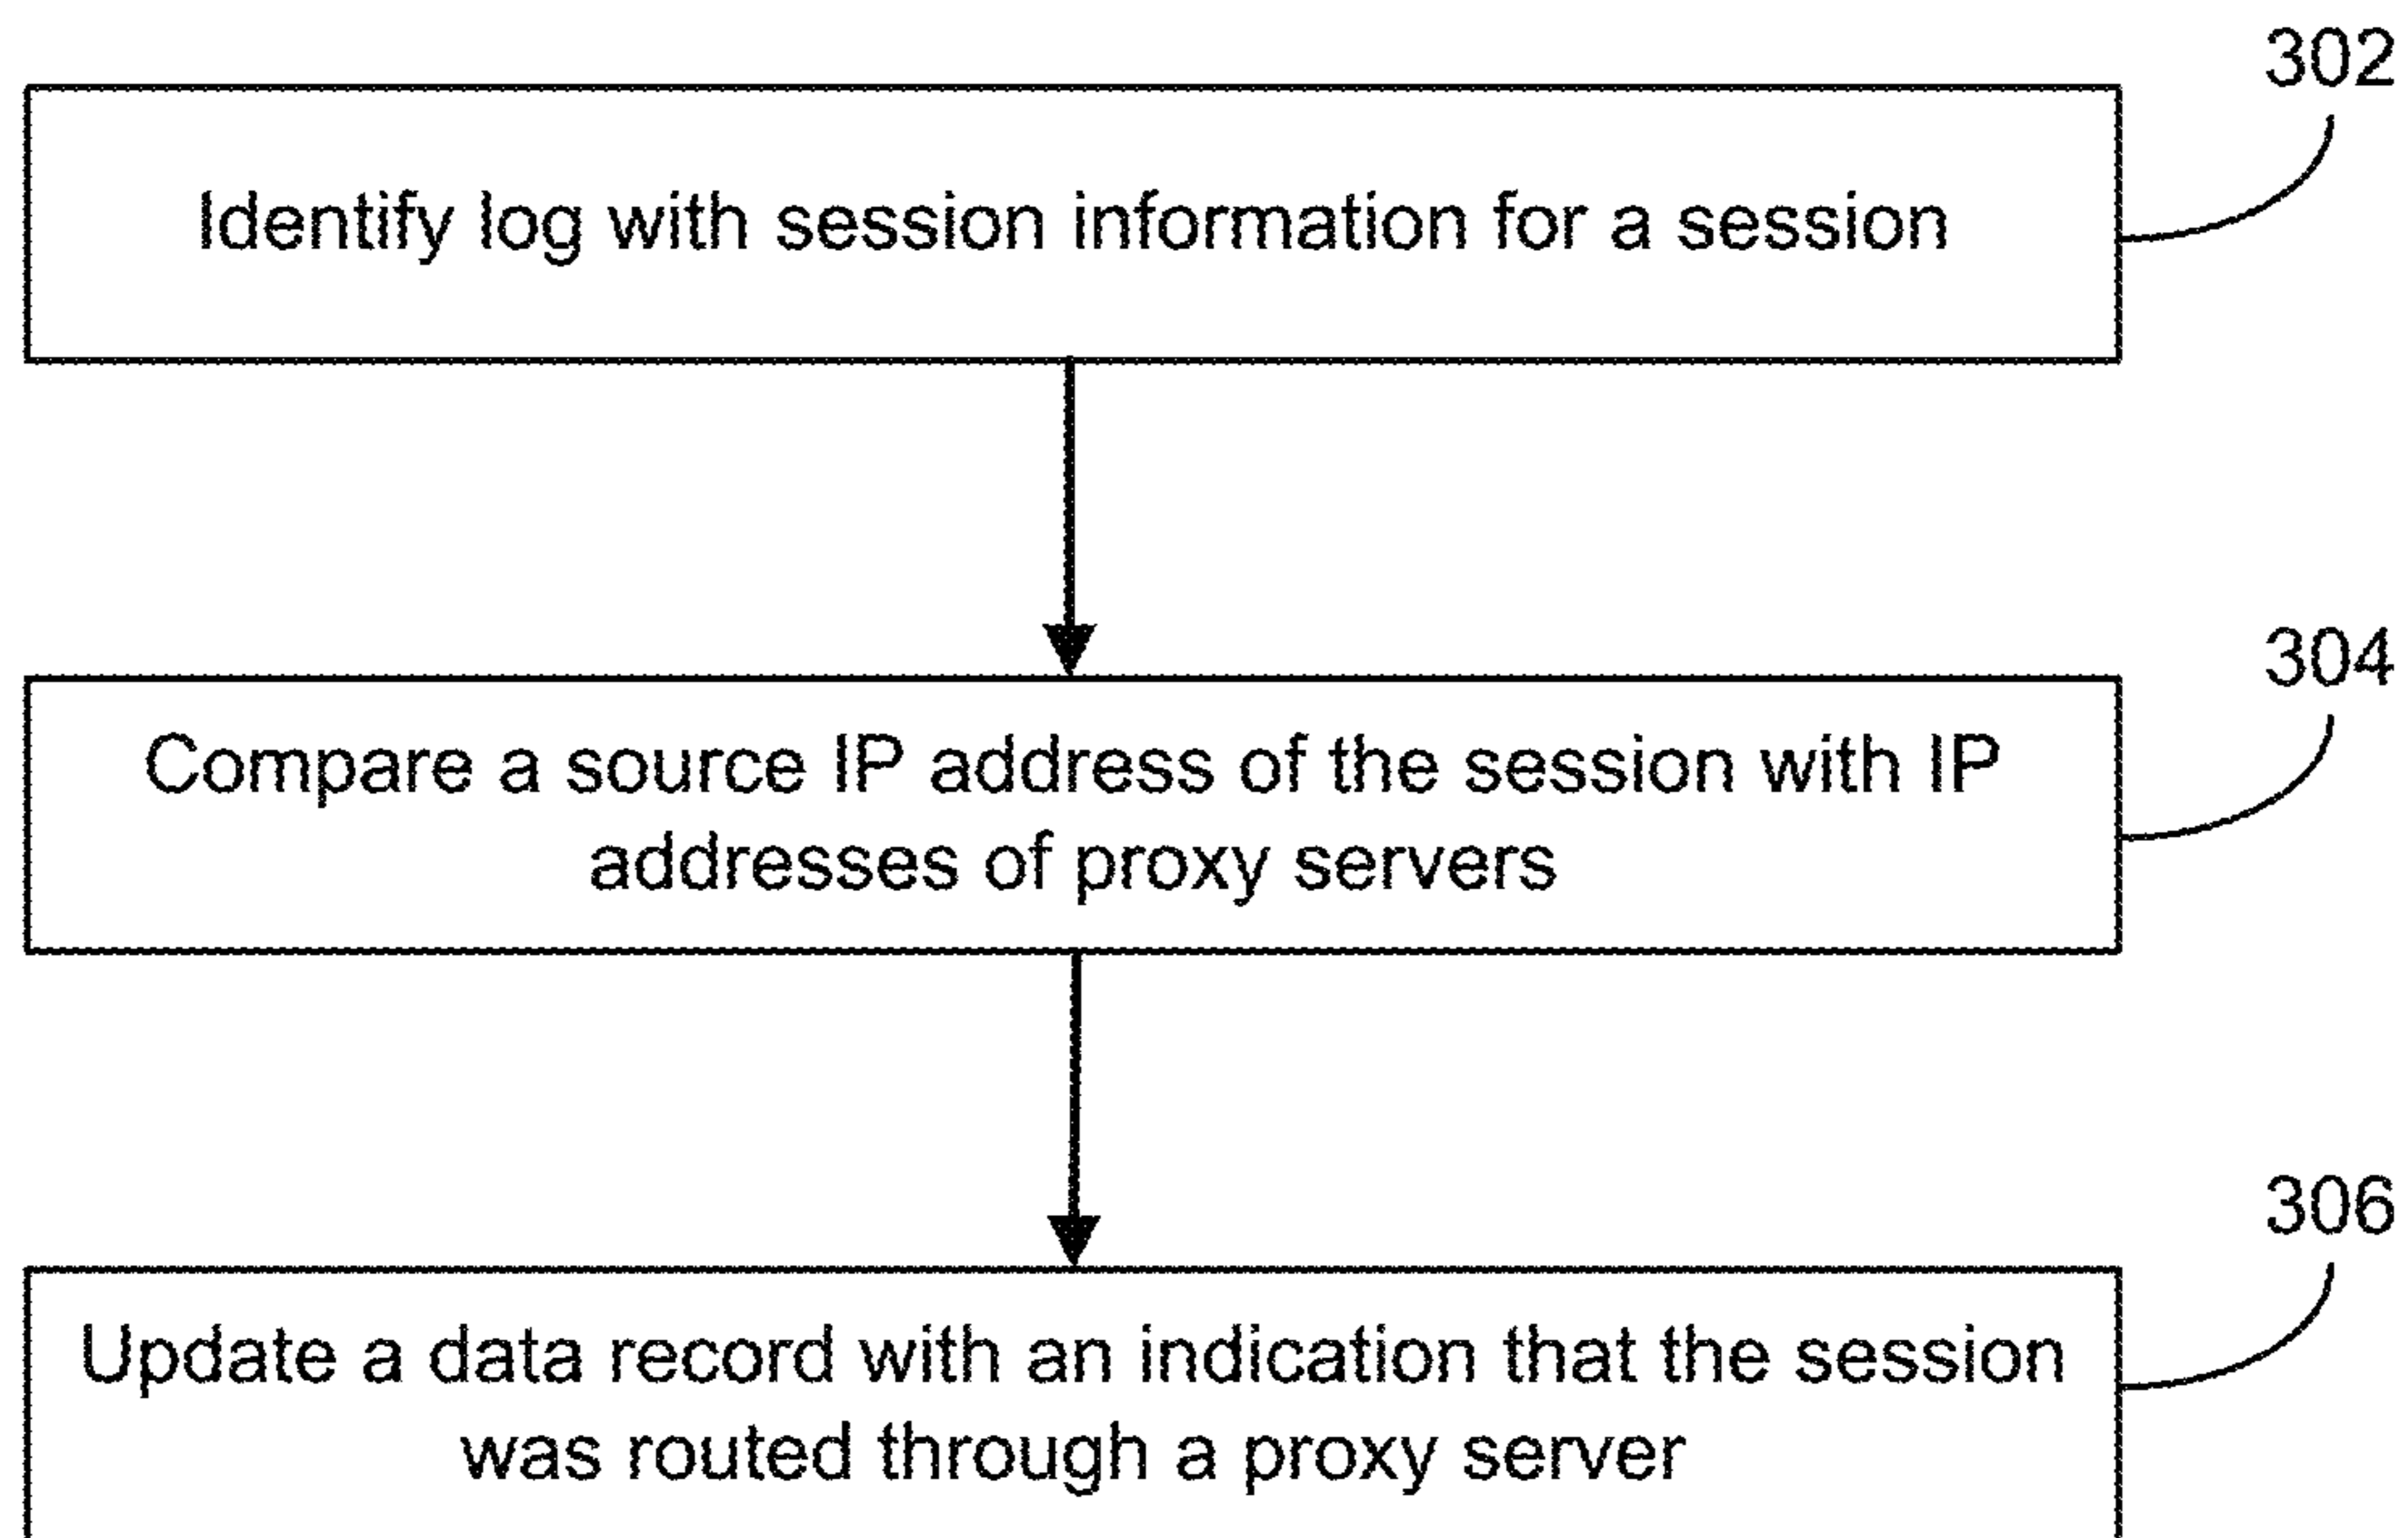 302
Identify log with session information for a session
304
Compare a source IP address of the session with IP
addresses of proxy servers
306
Update a data record with an indication that the session
was routed through a proxy server